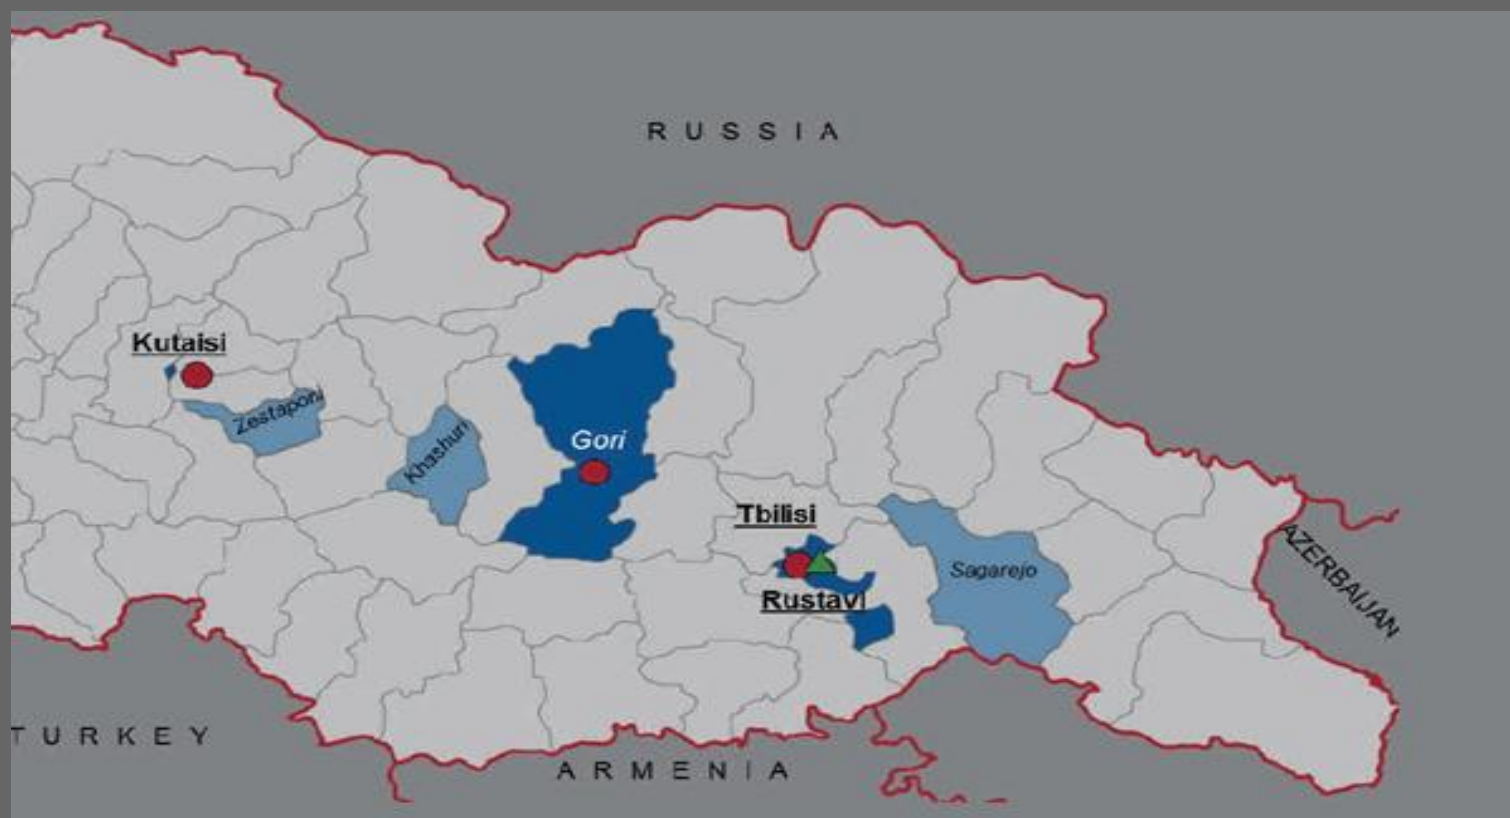 RUSSIA
Kutaisi
Zestaponi
Khashuri
Gori
Tbilisi
Rustavi
Sagarejo
AZERBAIJAN
TURKEY
ARMENIA